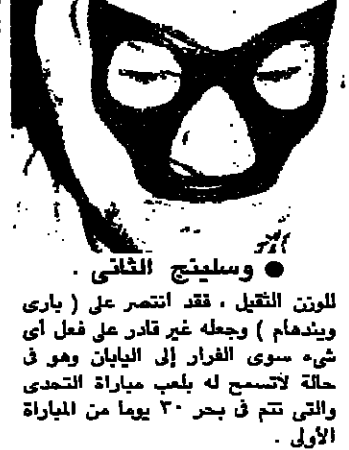 ● وسلينج الثانى .
للوزن الثقيل ، فقد انتصر على ( بارى
ويندهام ) وجعله غير قادر على فعل أى
شىء سوى الفرار إلى اليابان وهو فى
حالة لاتسمح له بلعب مباراة التحدى
والتى تتم فى بحر ٣٠ يوما من المباراة
الأولى .